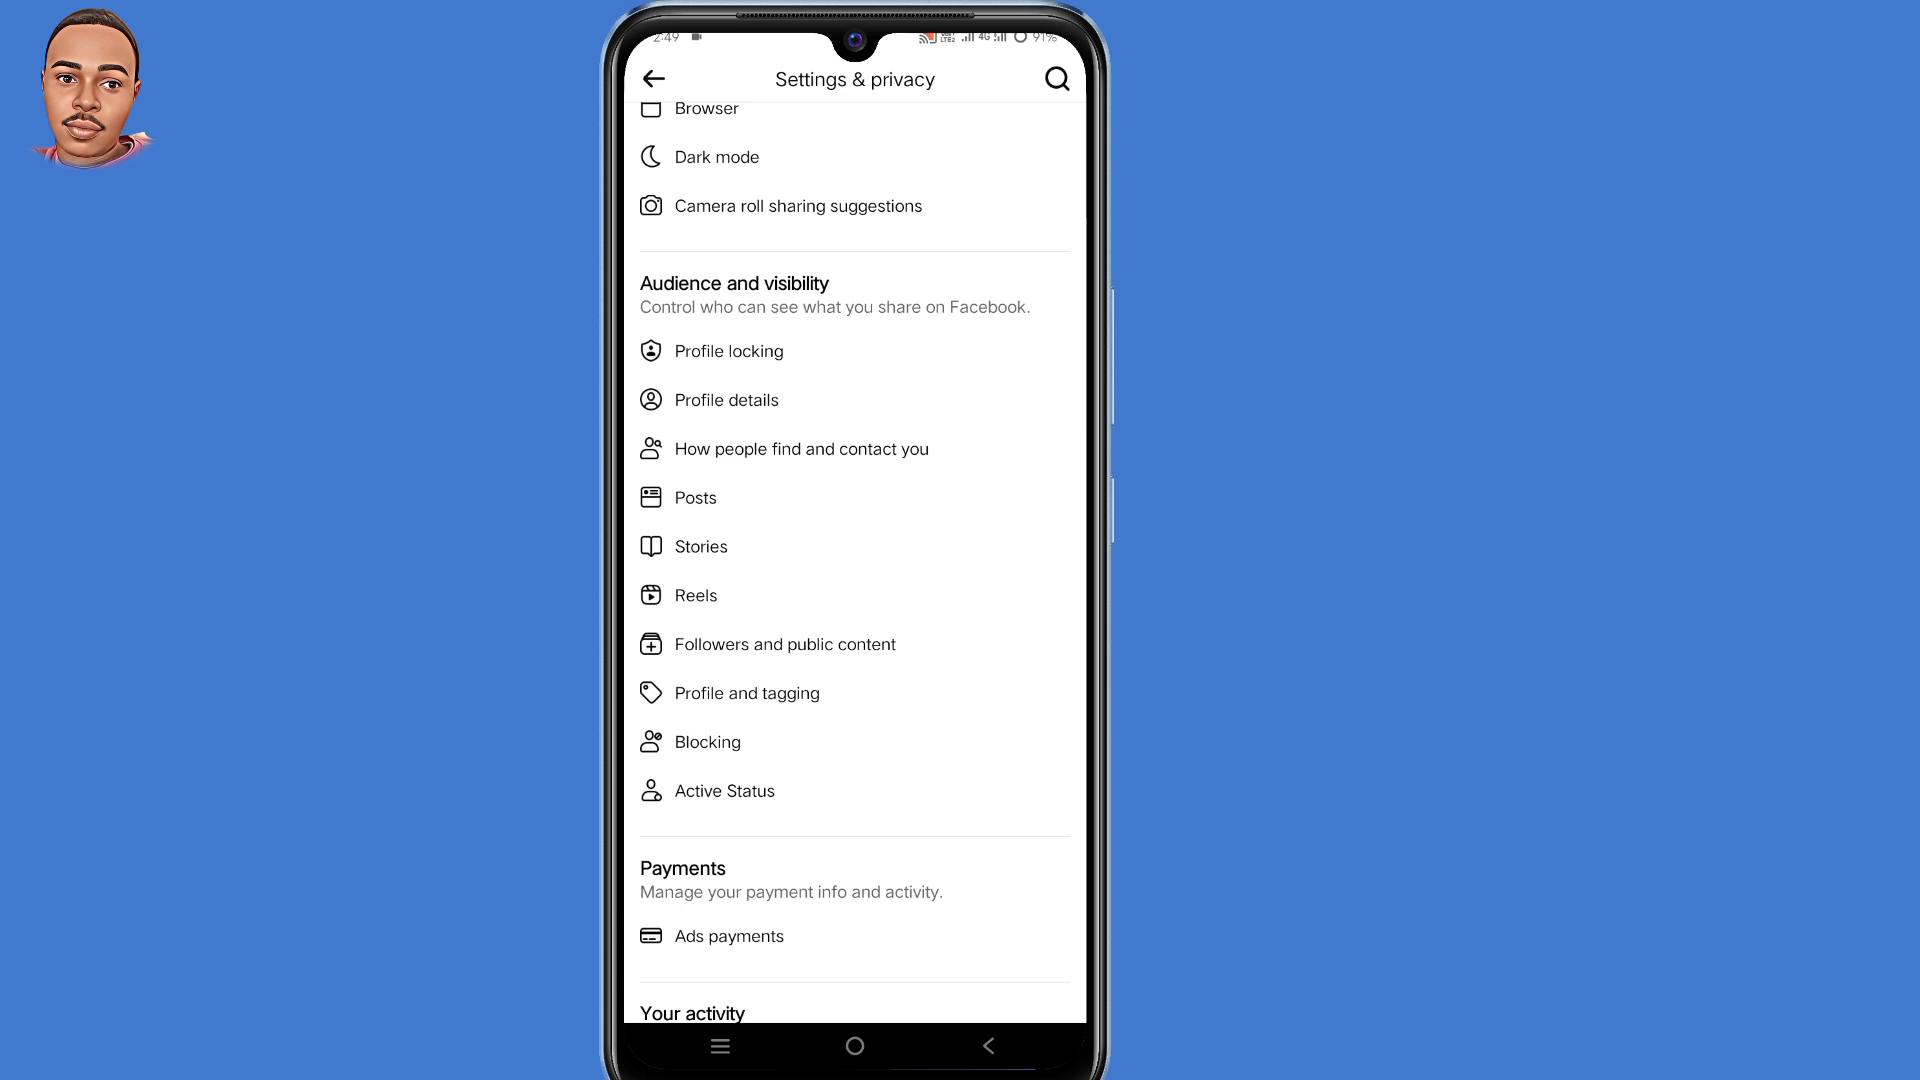 2:49
4G
91%
Settings & privacy
Browser
Dark mode
Camera roll sharing suggestions
Audience and visibility
Control who can see what you share on Facebook.
Profile locking
Profile details
How people find and contact you
Posts
Stories
Reels
Followers and public content
Profile and tagging
Blocking
Active Status
Payments
Manage your payment info and activity.
Ads payments
Your activity